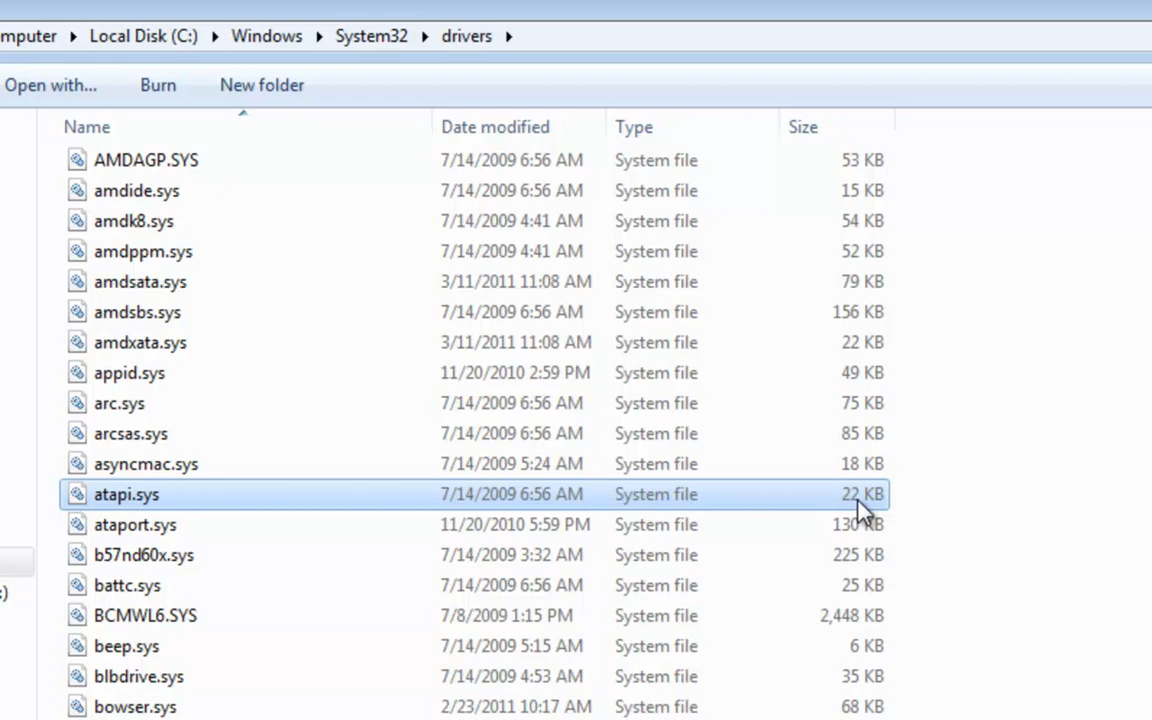 mputer ▸ Local Disk (C:) ▸ Windows ▸ System32 ▸ drivers ▸
Open with... Burn New folder
Name Date modified Type Size
AMDAGP.SYS 7/14/2009 6:56 AM System file 53 KB
amdide.sys 7/14/2009 6:56 AM System file 15 KB
amdk8.sys 7/14/2009 4:41 AM System file 54 KB
amdppm.sys 7/14/2009 4:41 AM System file 52 KB
amdsata.sys 3/11/2011 11:08 AM System file 79 KB
amdsbs.sys 7/14/2009 6:56 AM System file 156 KB
amdxata.sys 3/11/2011 11:08 AM System file 22 KB
appid.sys 11/20/2010 2:59 PM System file 49 KB
arc.sys 7/14/2009 6:56 AM System file 75 KB
arcsas.sys 7/14/2009 6:56 AM System file 85 KB
asyncmac.sys 7/14/2009 5:24 AM System file 18 KB
atapi.sys 7/14/2009 6:56 AM System file 22 KB
ataport.sys 11/20/2010 5:59 PM System file 130 KB
:) b57nd60x.sys 7/14/2009 3:32 AM System file 225 KB
battc.sys 7/14/2009 6:56 AM System file 25 KB
BCMWL6.SYS 7/8/2009 1:15 PM System file 2,448 KB
beep.sys 7/14/2009 5:15 AM System file 6 KB
blbdrive.sys 7/14/2009 4:53 AM System file 35 KB
bowser.sys 2/23/2011 10:17 AM System file 68 KB